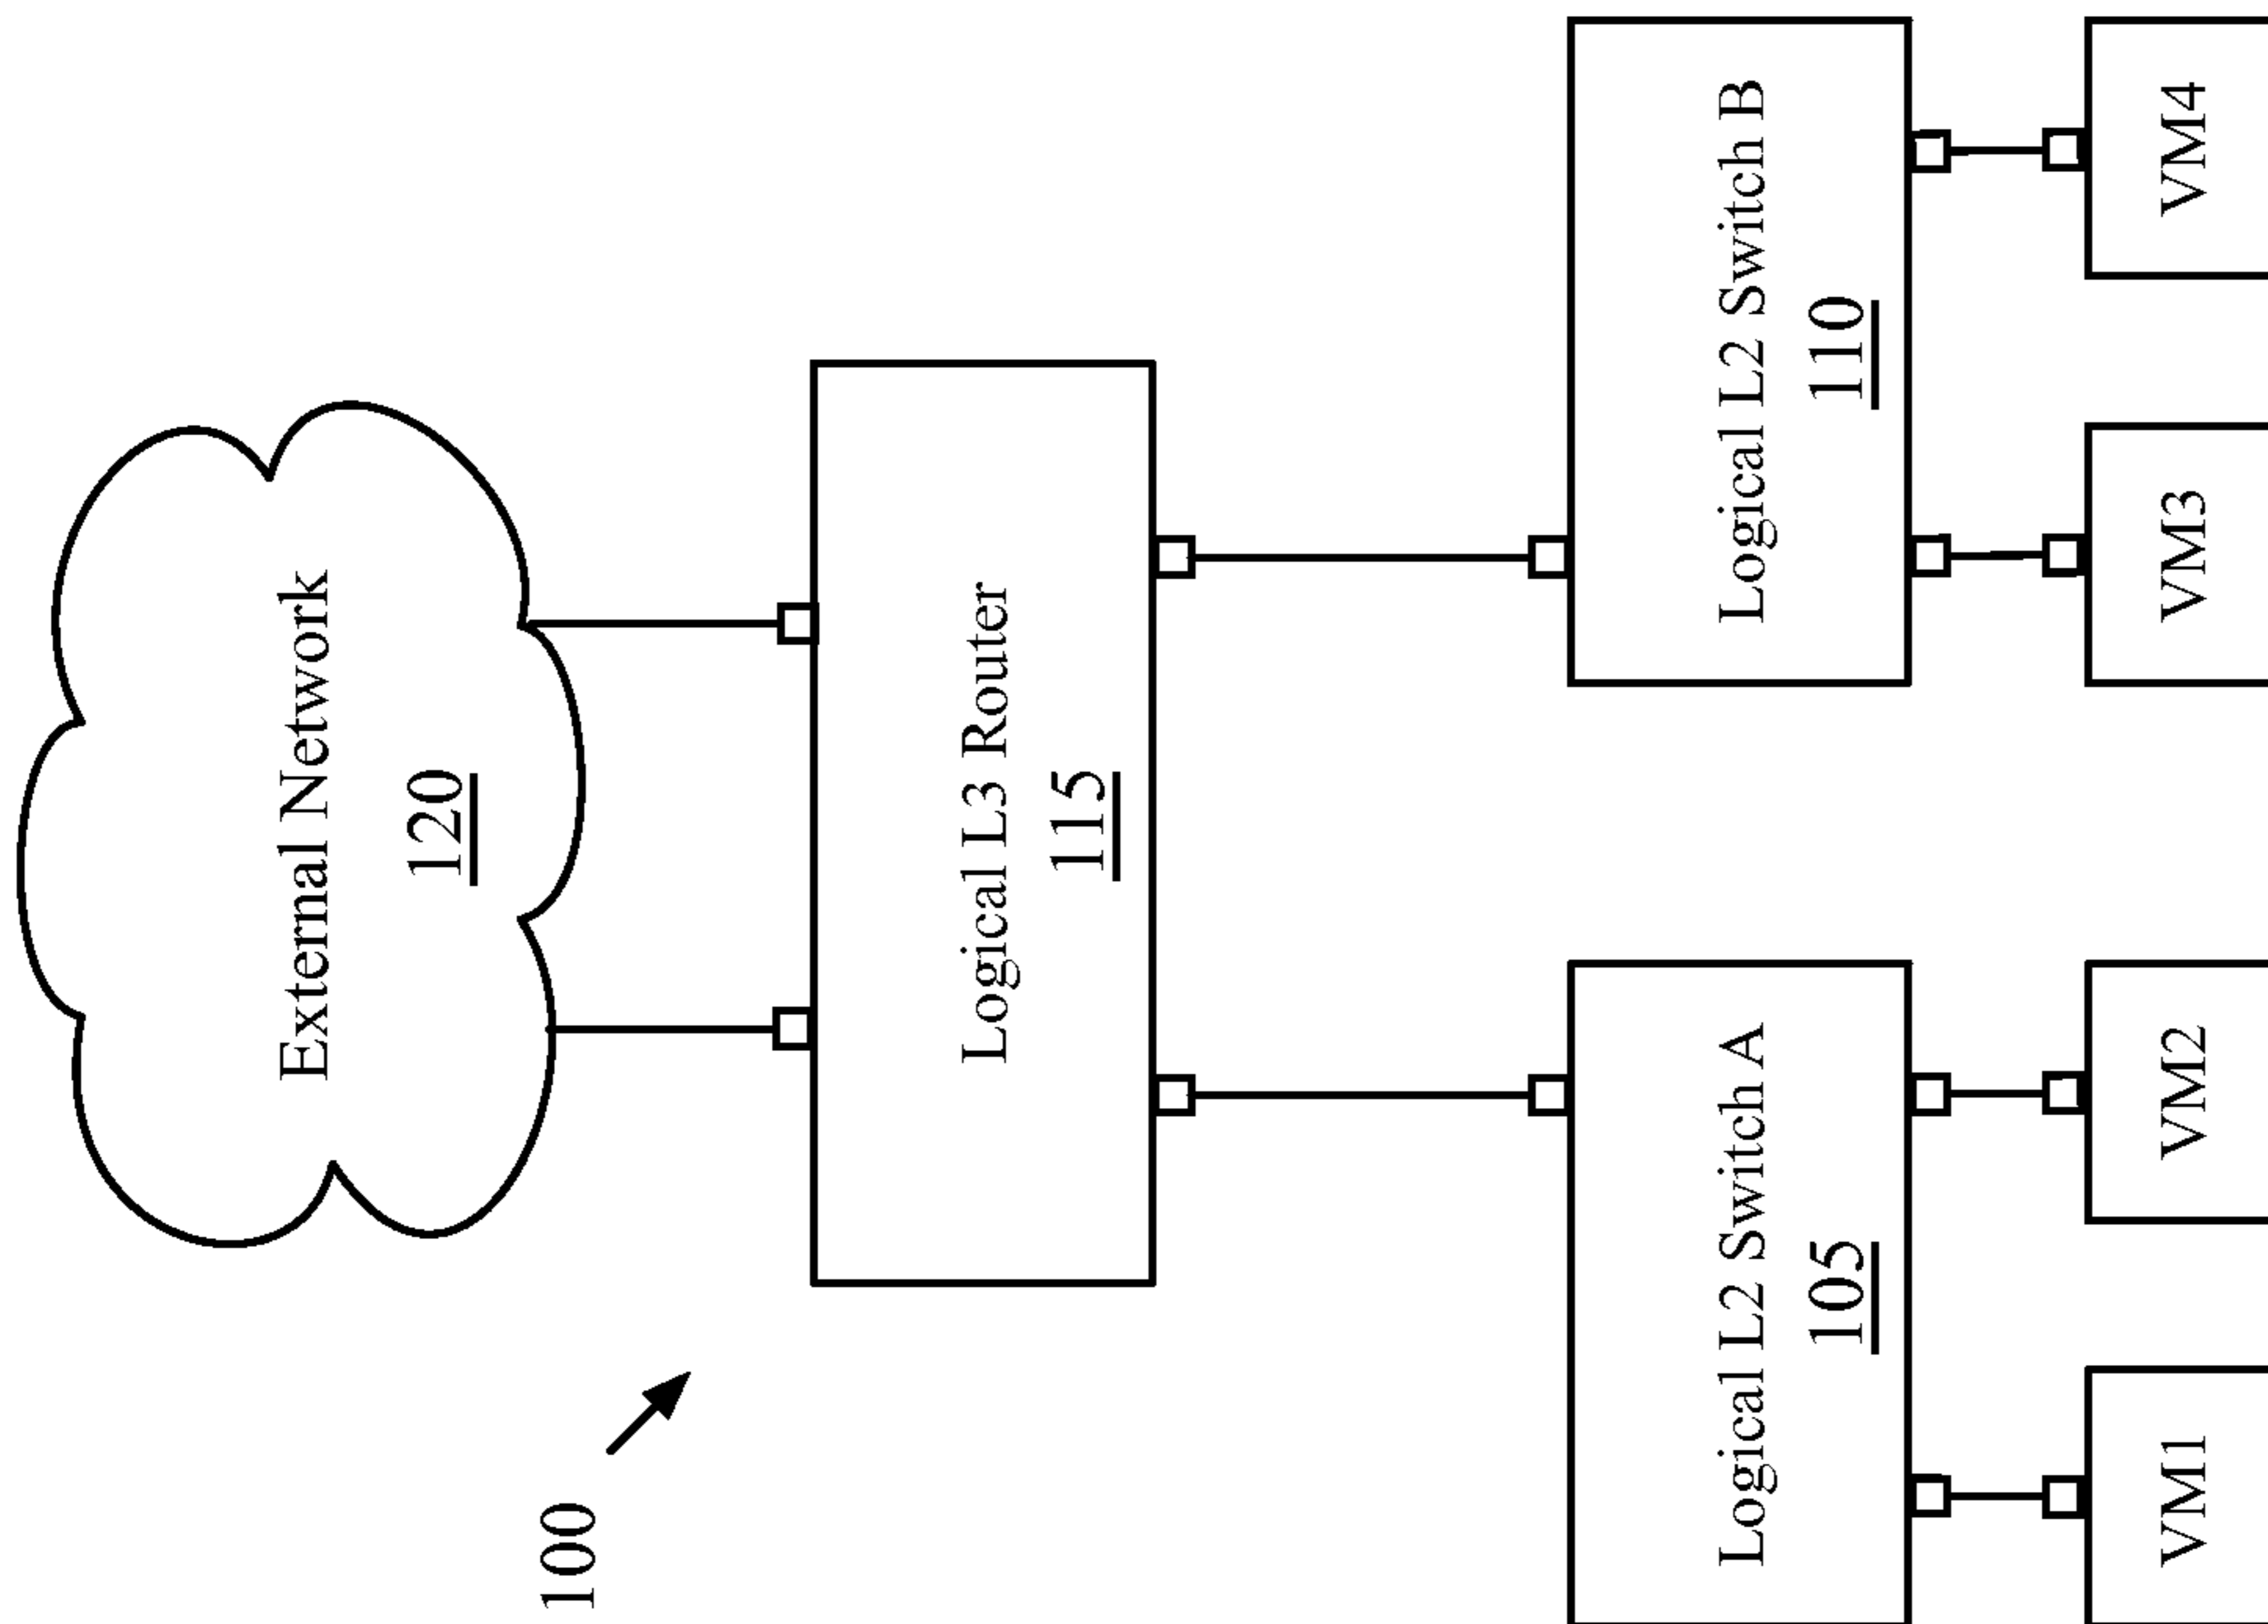 100
External Network
120
Logical L3 Router
115
Logical L2 Switch A
105
Logical L2 Switch B
110
VM1
VM2
VM3
VM4